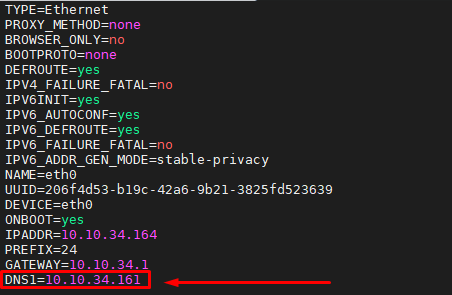 TYPE=Ethernet
PROXY_METHOD=none
BROWSER_ONLY=no
BOOTPROTO=none
DEFROUTE=yes
IPV4_FAILURE_FATAL=no
IPV6INIT=yes
IPV6_AUTOCONF=yes
IPV6_DEFROUTE=yes
IPV6_FAILURE_FATAL=no
IPV6_ADDR_GEN_MODE=stable-privacy
NAME=eth0
UUID=206f4d53-b19c-42a6-9b21-3825fd523639
DEVICE=eth0
ONBOOT=yes
IPADDR=10.10.34.164
PREFIX=24
GATEWAY=10.10.34.1
DNS1=10.10.34.161